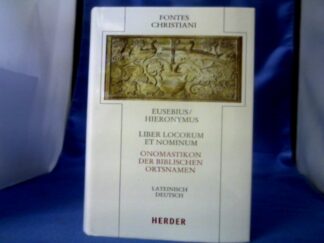 FONTES
CHRISTIANI
EUSEBIUS/
HIERONYMUS
LIBER LOCORUM
ET NOMINUM
ONOMASTIKON
DER BIBLISCHEN
ORTSNAMEN
LATEINISCH
DEUTSCH
HERDER